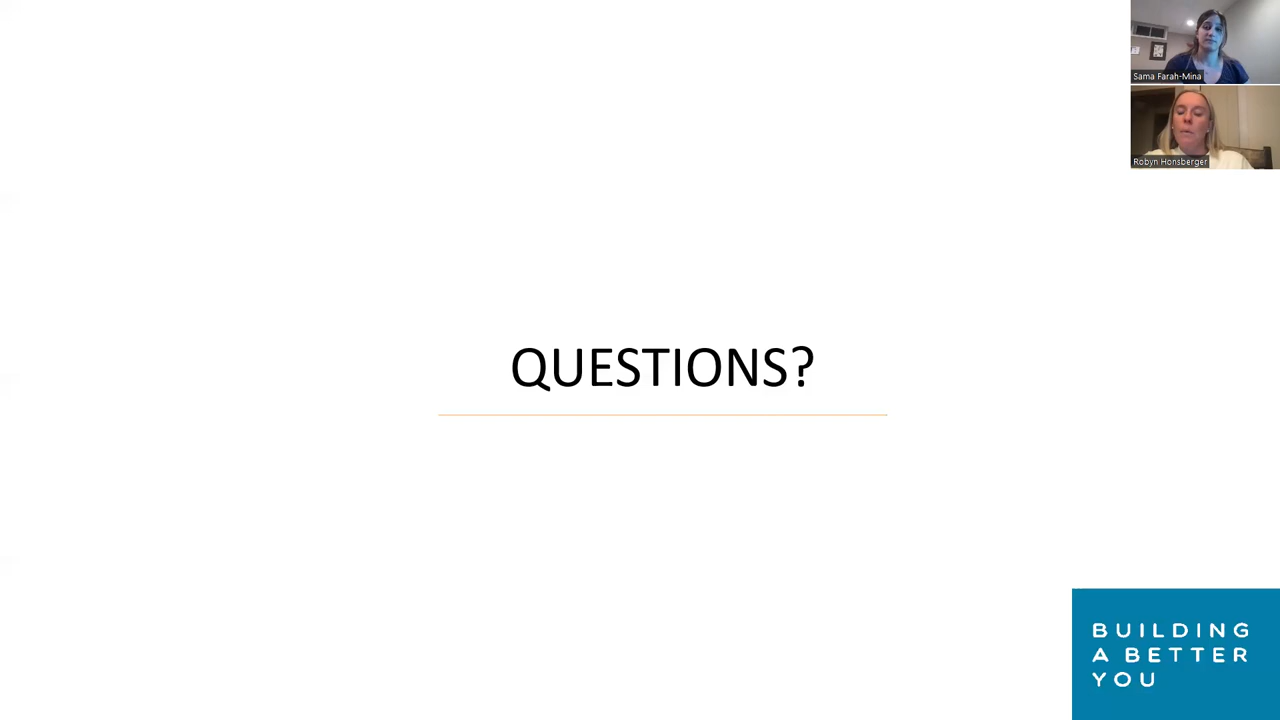 Sama Farah-Mina
Robyn Honsberger
QUESTIONS?
BUILDING
A BETTER
YOU